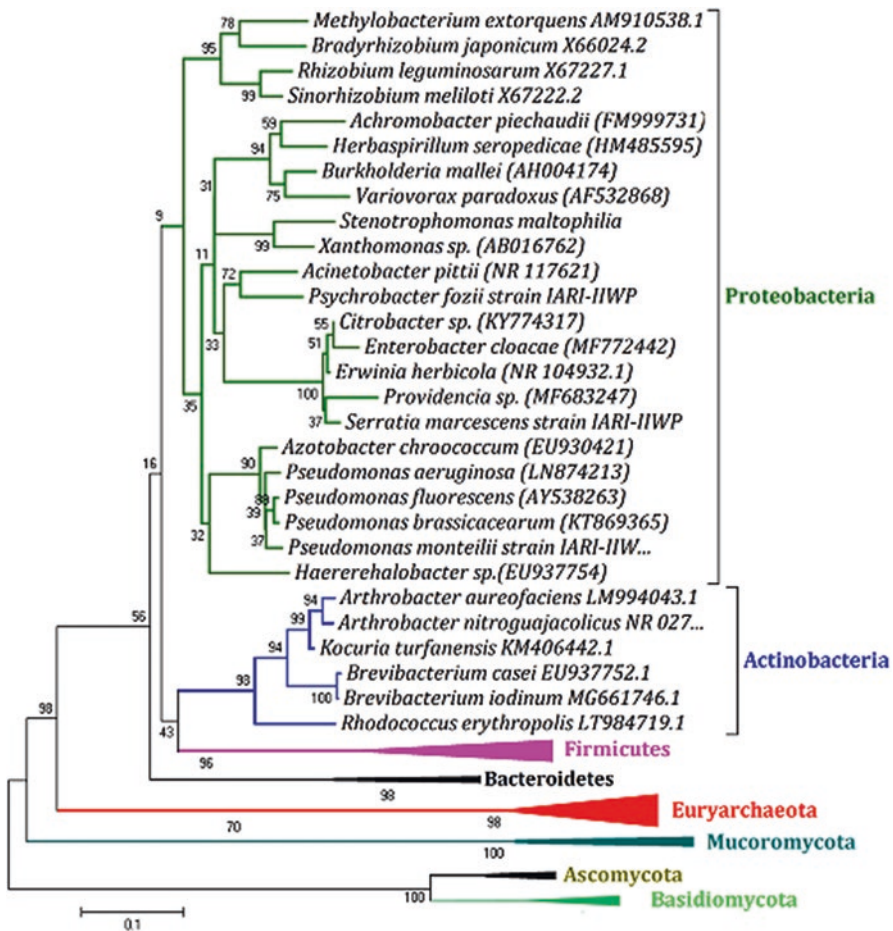 Methylobacterium extorquens AM910538.1
Bradyrhizobium japonicum X66024.2
Rhizobium leguminosarum X67227.1
Sinorhizobium meliloti X67222.2
Achromobacter piechaudii (FM999731)
Herbaspirillum seropedicae (HM485595)
Burkholderia mallei (AH004174)
Variovorax paradoxus (AF532868)
Stenotrophomonas maltophilia
Xanthomonas sp. (AB016762)
Acinetobacter pittii (NR 117621)
Psychrobacter fozii strain IARI-IIWP
Citrobacter sp. (KY774317)
Enterobacter cloacae (MF772442)
Erwinia herbicola (NR 104932.1)
Providencia sp. (MF683247)
Serratia marcescens strain IARI-IIWP
Azotobacter chroococcum (EU930421)
Pseudomonas aeruginosa (LN874213)
Pseudomonas fluorescens (AY538263)
Pseudomonas brassicacearum (KT869365)
Pseudomonas monteilii strain IARI-IIW...
Haererehalobacter sp.(EU937754)
Proteobacteria
Arthrobacter aureofaciens LM994043.1
Arthrobacter nitroguajacolicus NR 027...
Kocuria turfanensis KM406442.1
Brevibacterium casei EU937752.1
Brevibacterium iodinum MG661746.1
Rhodococcus erythropolis LT984719.1
Actinobacteria
Firmicutes
Bacteroidetes
Euryarchaeota
Mucoromycota
Ascomycota
Basidiomycota
78
95
99
59
94
75
31
99
9
11
72
33
55
51
100
37
35
90
39
37
32
16
56
94
99
94
93
100
43
96
98
98
98
70
100
100
0.1